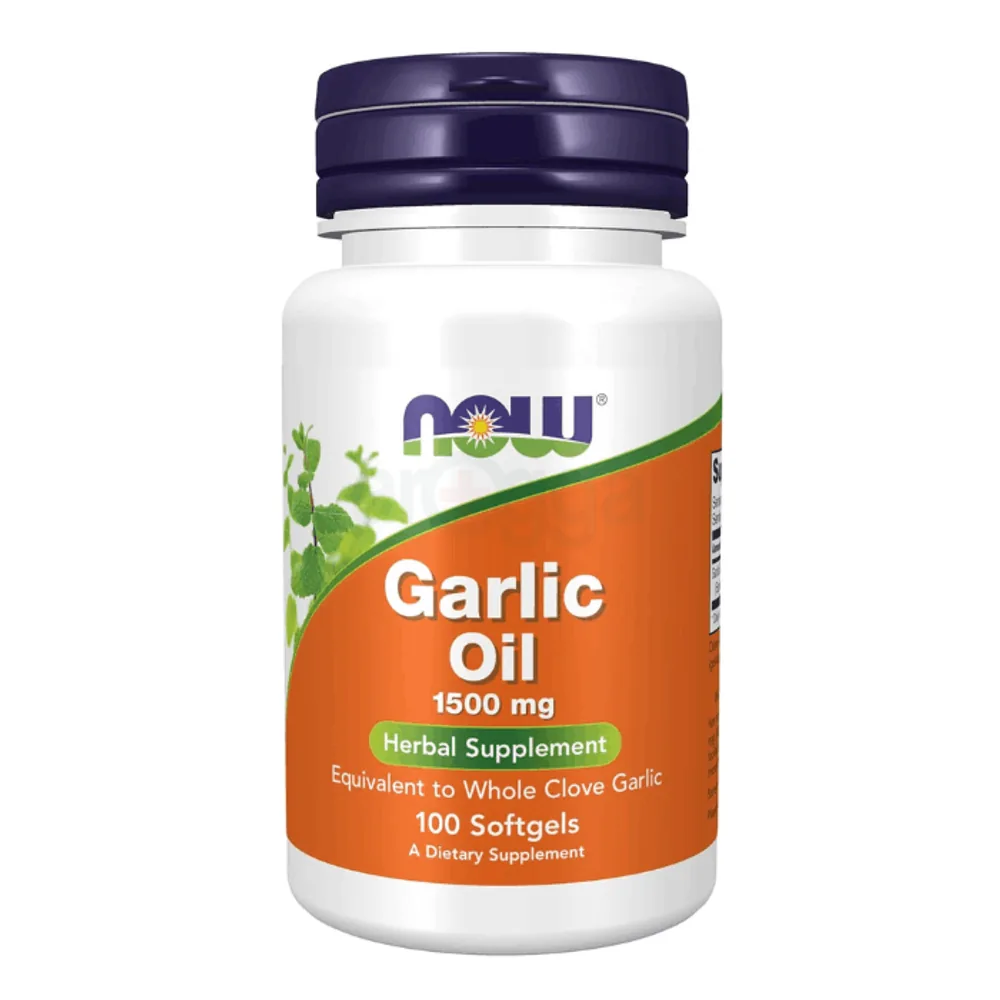 now®
Garlic
Oil
1500 mg
Herbal Supplement
Equivalent to Whole Clove Garlic
100 Softgels
A Dietary Supplement